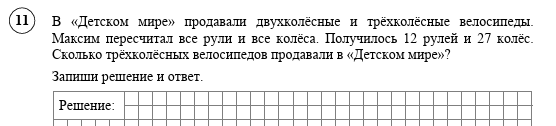 11 В «Детском мире» продавали двухколёсные и трёхколёсные велосипеды.
Максим пересчитал все рули и все колёса. Получилось 12 рулей и 27 колёс.
Сколько трёхколёсных велосипедов продавали в «Детском мире»?
Запиши решение и ответ.
Решение: